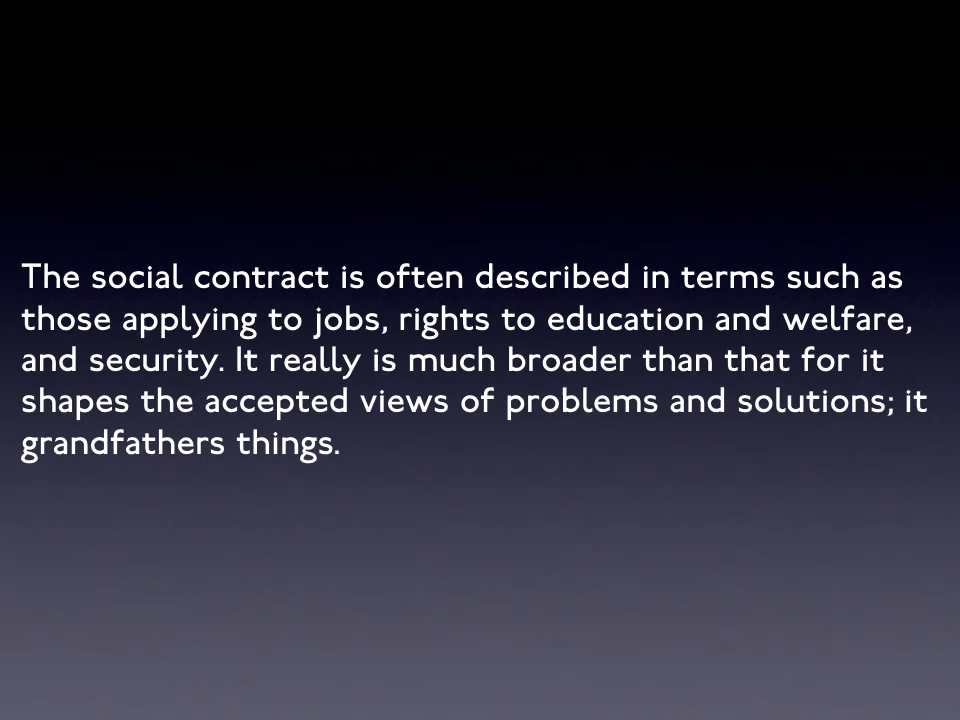 The social contract is often described in terms such as
those applying to jobs, rights to education and welfare,
and security. It really is much broader than that for it
shapes the accepted views of problems and solutions; it
grandfathers things.